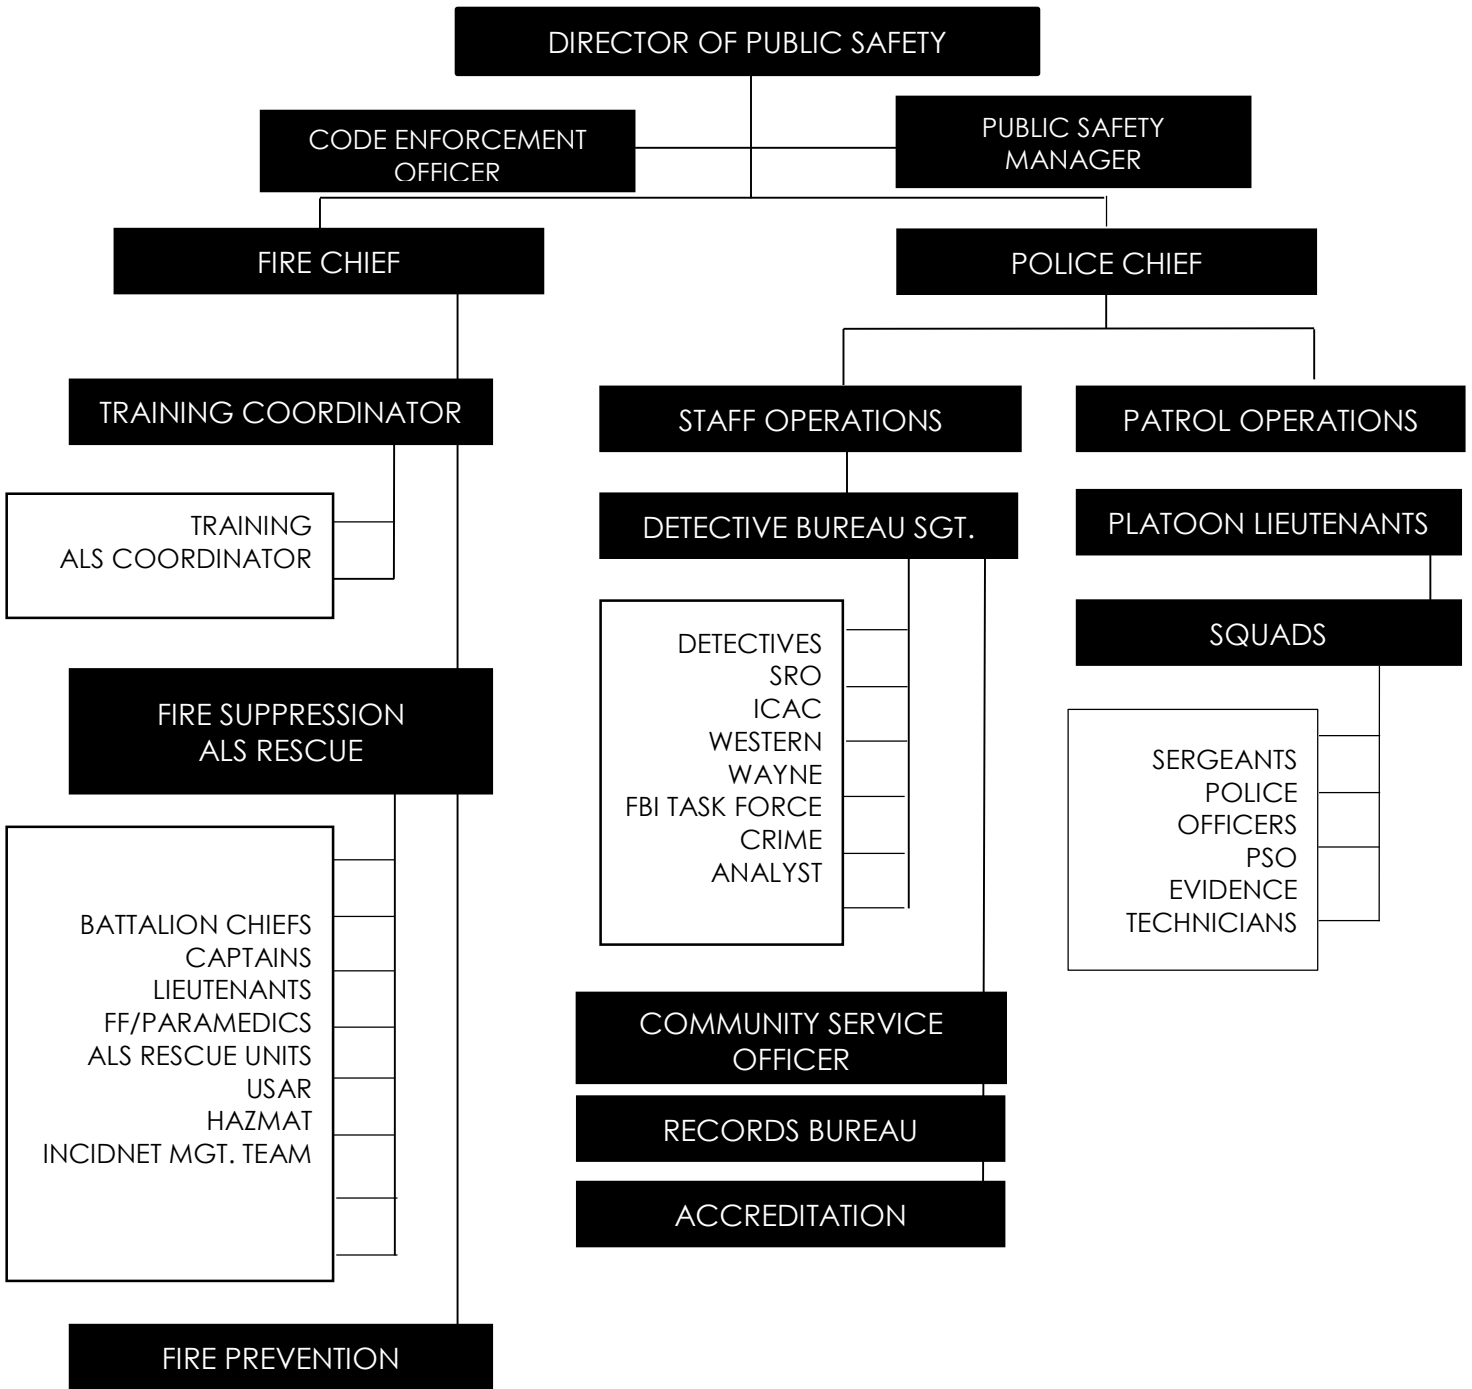 DIRECTOR OF PUBLIC SAFETY
CODE ENFORCEMENT
OFFICER
PUBLIC SAFETY
MANAGER
FIRE CHIEF
POLICE CHIEF
TRAINING COORDINATOR
TRAINING
ALS COORDINATOR
FIRE SUPPRESSION
ALS RESCUE
BATTALION CHIEFS
CAPTAINS
LIEUTENANTS
FF/PARAMEDICS
ALS RESCUE UNITS
USAR
HAZMAT
INCIDNET MGT. TEAM
FIRE PREVENTION
STAFF OPERATIONS
DETECTIVE BUREAU SGT.
DETECTIVES
SRO
ICAC
WESTERN
WAYNE
FBI TASK FORCE
CRIME
ANALYST
COMMUNITY SERVICE
OFFICER
RECORDS BUREAU
ACCREDITATION
PATROL OPERATIONS
PLATOON LIEUTENANTS
SQUADS
SERGEANTS
POLICE
OFFICERS
PSO
EVIDENCE
TECHNICIANS